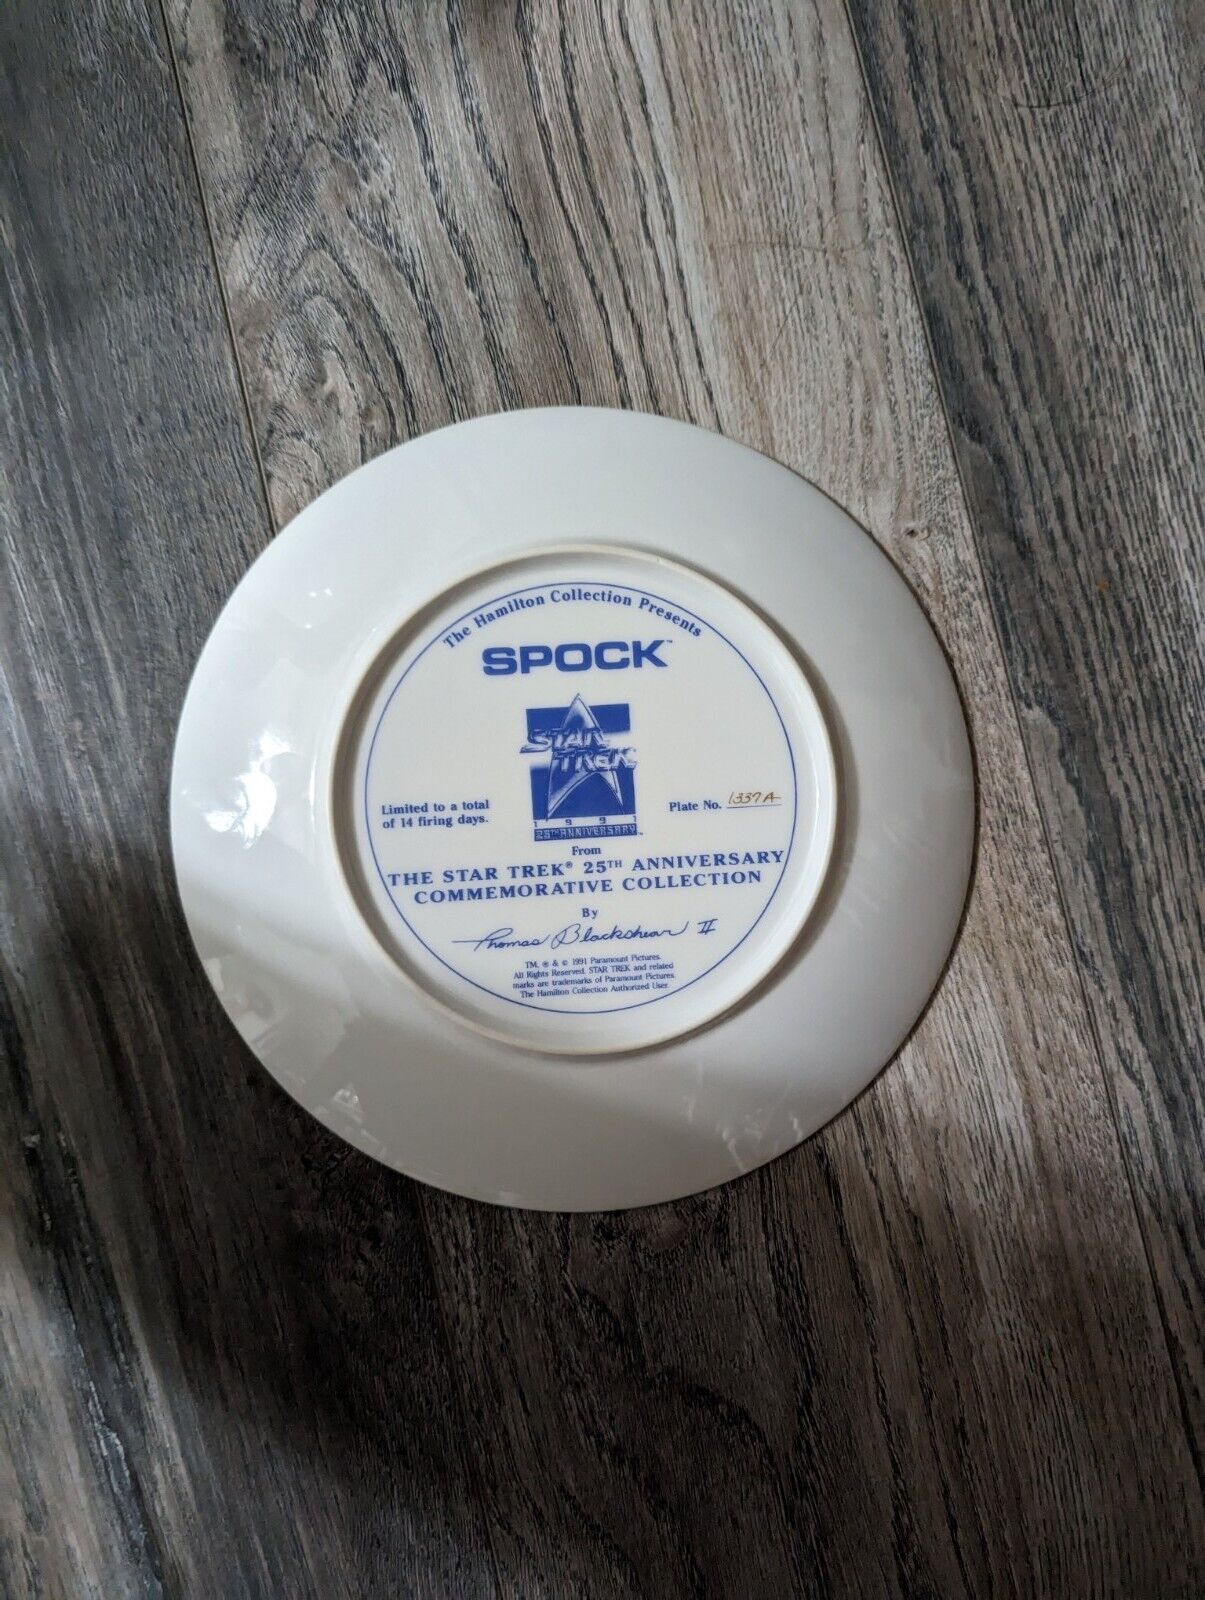 The Hamilton Collection Presents
SPOCK™
STAR
TREK
1991
25TH ANNIVERSARY™
Limited to a total
of 14 firing days.
Plate No. 1337A
From
THE STAR TREK® 25TH ANNIVERSARY
COMMEMORATIVE COLLECTION
By
Thomas Blackshear II
TM, ® & © 1991 Paramount Pictures.
All Rights Reserved. STAR TREK and related
marks are trademarks of Paramount Pictures.
The Hamilton Collection Authorized User.